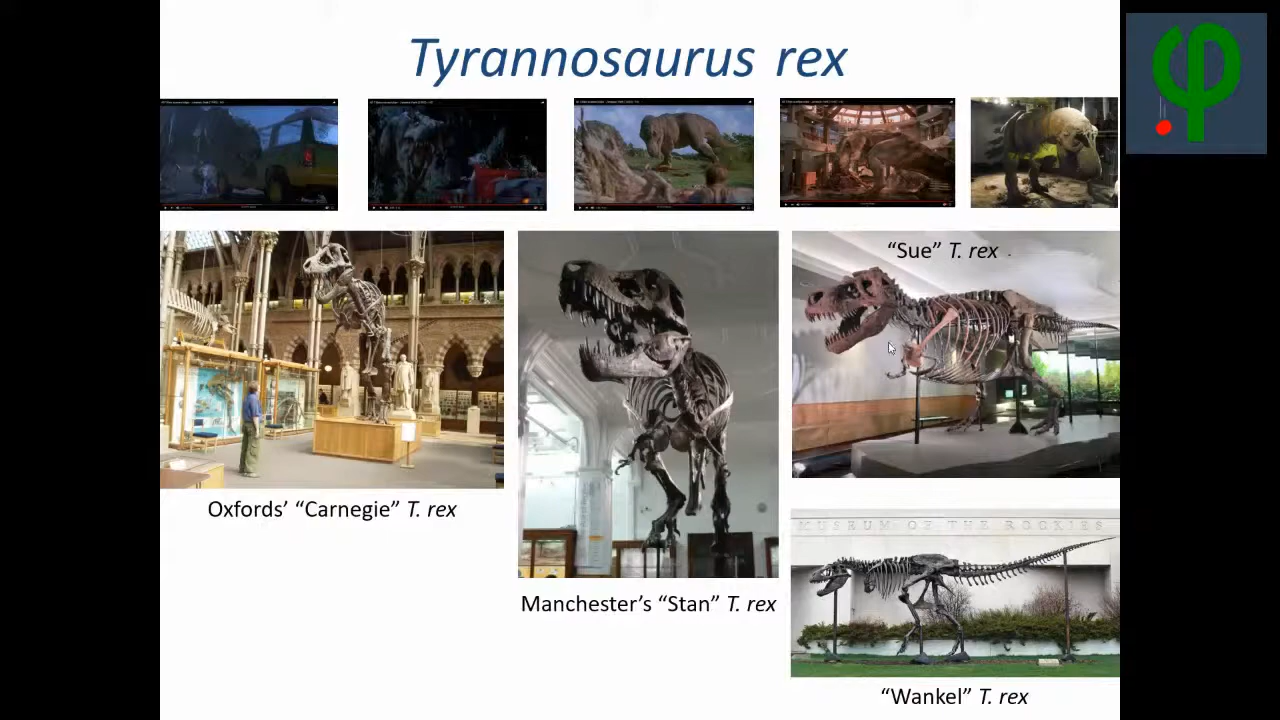 Tyrannosaurus rex
“Sue” T. rex
Oxfords’ “Carnegie” T. rex
MUSEUM OF THE ROCKIES
Manchester’s “Stan” T. rex
“Wankel” T. rex